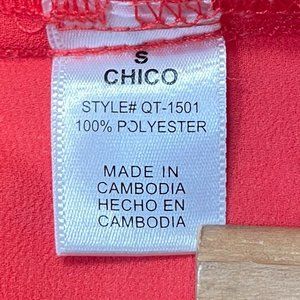 S
CHICO
STYLE# QT-1501
100% POLYESTER
MADE IN
CAMBODIA
HECHO EN
CAMBODIA